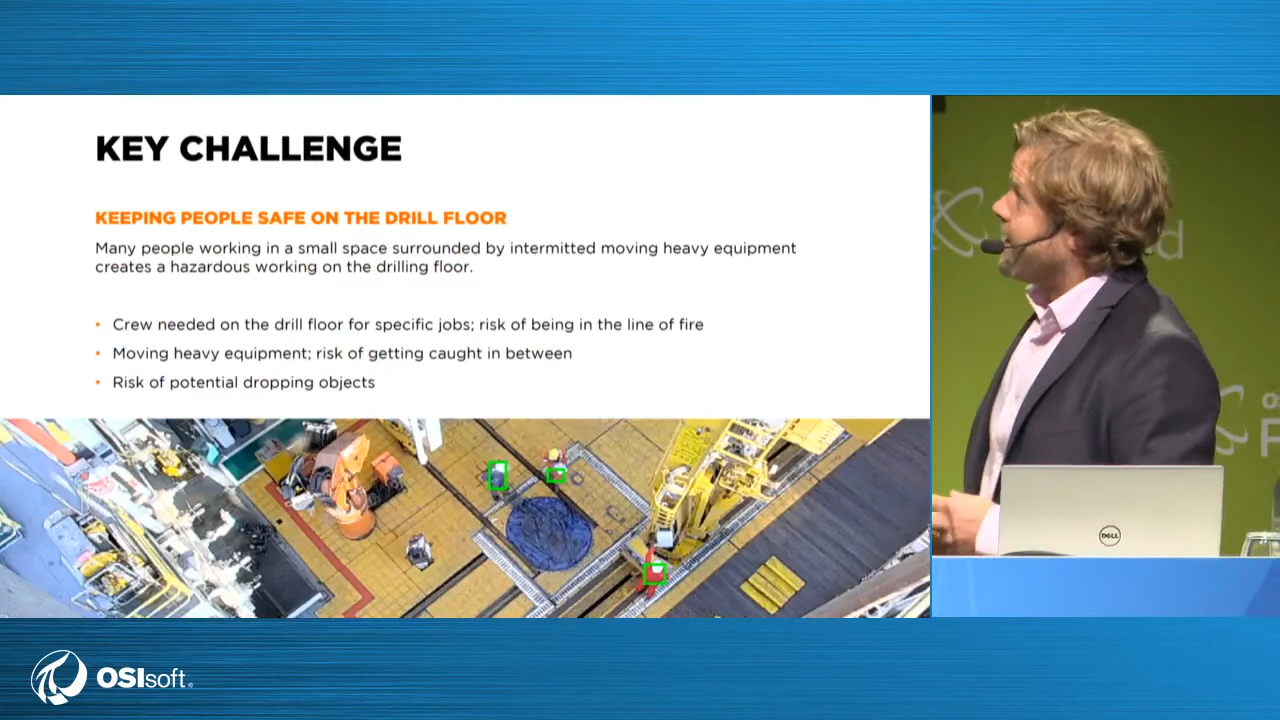 KEY CHALLENGE
KEEPING PEOPLE SAFE ON THE DRILL FLOOR
Many people working in a small space surrounded by intermitted moving heavy equipment
creates a hazardous working on the drilling floor.
• Crew needed on the drill floor for specific jobs; risk of being in the line of fire
• Moving heavy equipment; risk of getting caught in between
• Risk of potential dropping objects
DELL
OSIsoft.